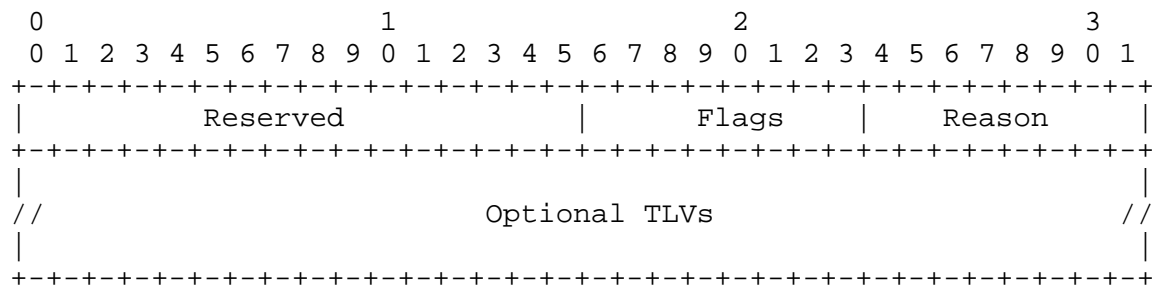 0                   1                   2                   3
 0 1 2 3 4 5 6 7 8 9 0 1 2 3 4 5 6 7 8 9 0 1 2 3 4 5 6 7 8 9 0 1
+-+-+-+-+-+-+-+-+-+-+-+-+-+-+-+-+-+-+-+-+-+-+-+-+-+-+-+-+-+-+-+-+
|          Reserved             |      Flags    |    Reason     |
+-+-+-+-+-+-+-+-+-+-+-+-+-+-+-+-+-+-+-+-+-+-+-+-+-+-+-+-+-+-+-+-+
|                                                               |
//                         Optional TLVs                       //
|                                                               |
+-+-+-+-+-+-+-+-+-+-+-+-+-+-+-+-+-+-+-+-+-+-+-+-+-+-+-+-+-+-+-+-+